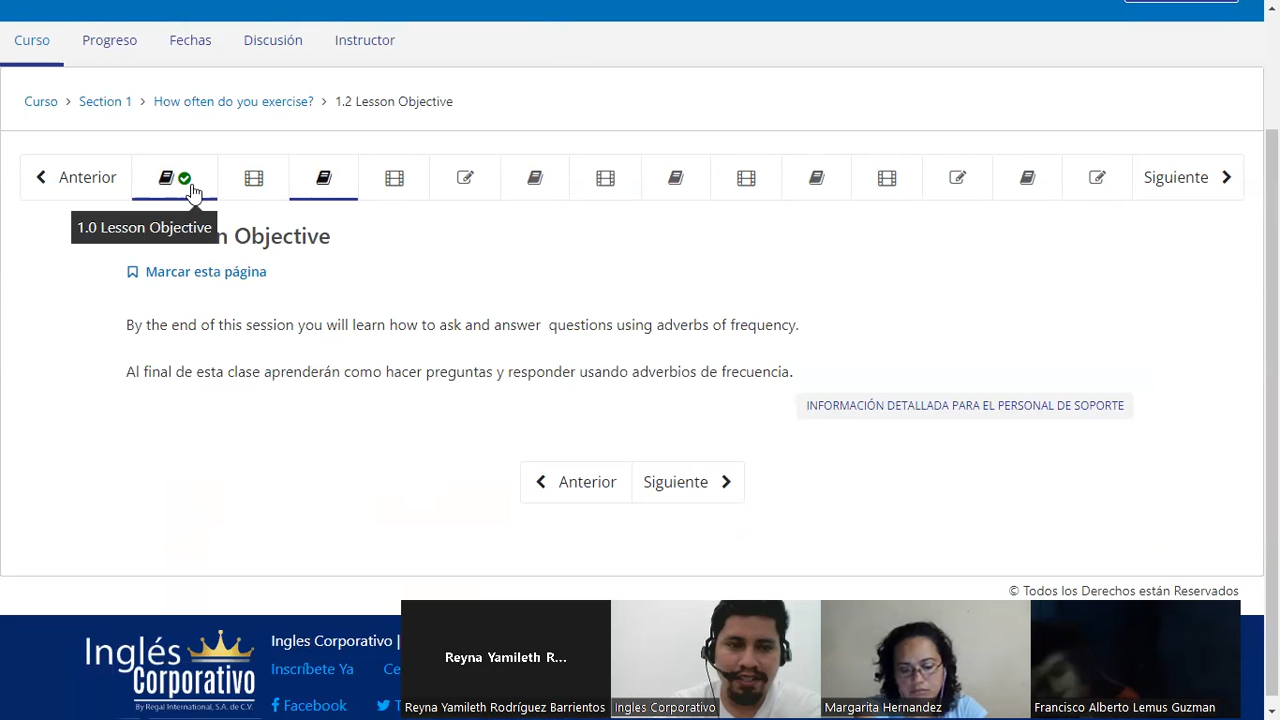 Curso Progreso Fechas Discusión Instructor
Curso > Section 1 > How often do you exercise? > 1.2 Lesson Objective
Anterior
Siguiente
1.0 Lesson Objective
n Objective
Marcar esta página
By the end of this session you will learn how to ask and answer questions using adverbs of frequency.
Al final de esta clase aprenderán como hacer preguntas y responder usando adverbios de frecuencia.
INFORMACIÓN DETALLADA PARA EL PERSONAL DE SOPORTE
Anterior Siguiente
© Todos los Derechos están Reservados
Inglés
Corporativo
By Regal International, S.A. de C.V.
Ingles Corporativo |
Inscríbete Ya Ce
Facebook T
Reyna Yamileth R...
Reyna Yamileth Rodríguez Barrientos
Ingles Corporativo
Margarita Hernandez
Francisco Alberto Lemus Guzman